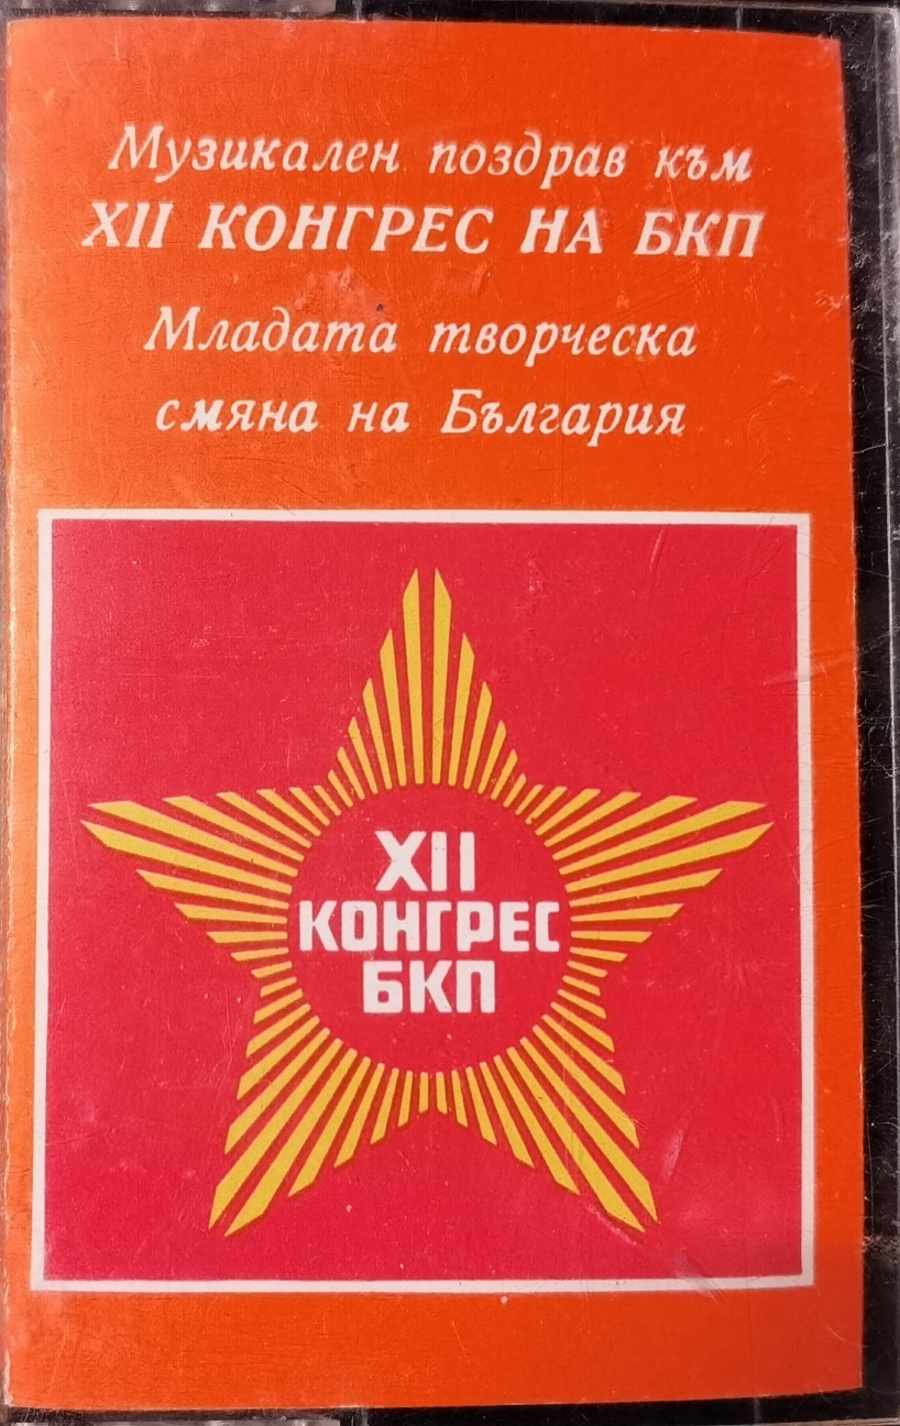 Музикален поздрав към
XII КОНГРЕС НА БКП
Младата творческа
смяна на България
XII
КОНГРЕС
БКП